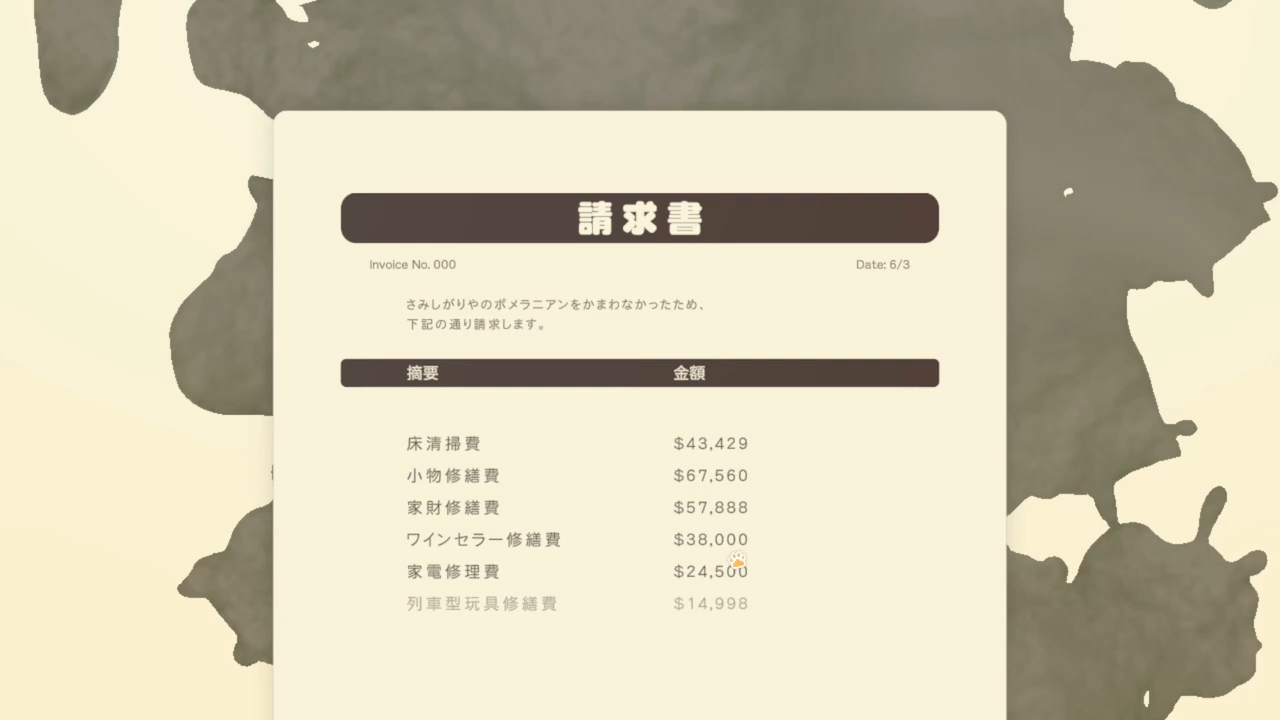 請求書
Invoice No. 000
Date: 6/3
さみしがりやのポメラニアンをかまわなかったため、
下記の通り請求します。
摘要 金額
床清掃費 $43,429
小物修繕費 $67,560
家財修繕費 $57,888
ワインセラー修繕費 $38,000
家電修理費 $24,500
列車型玩具修繕費 $14,998